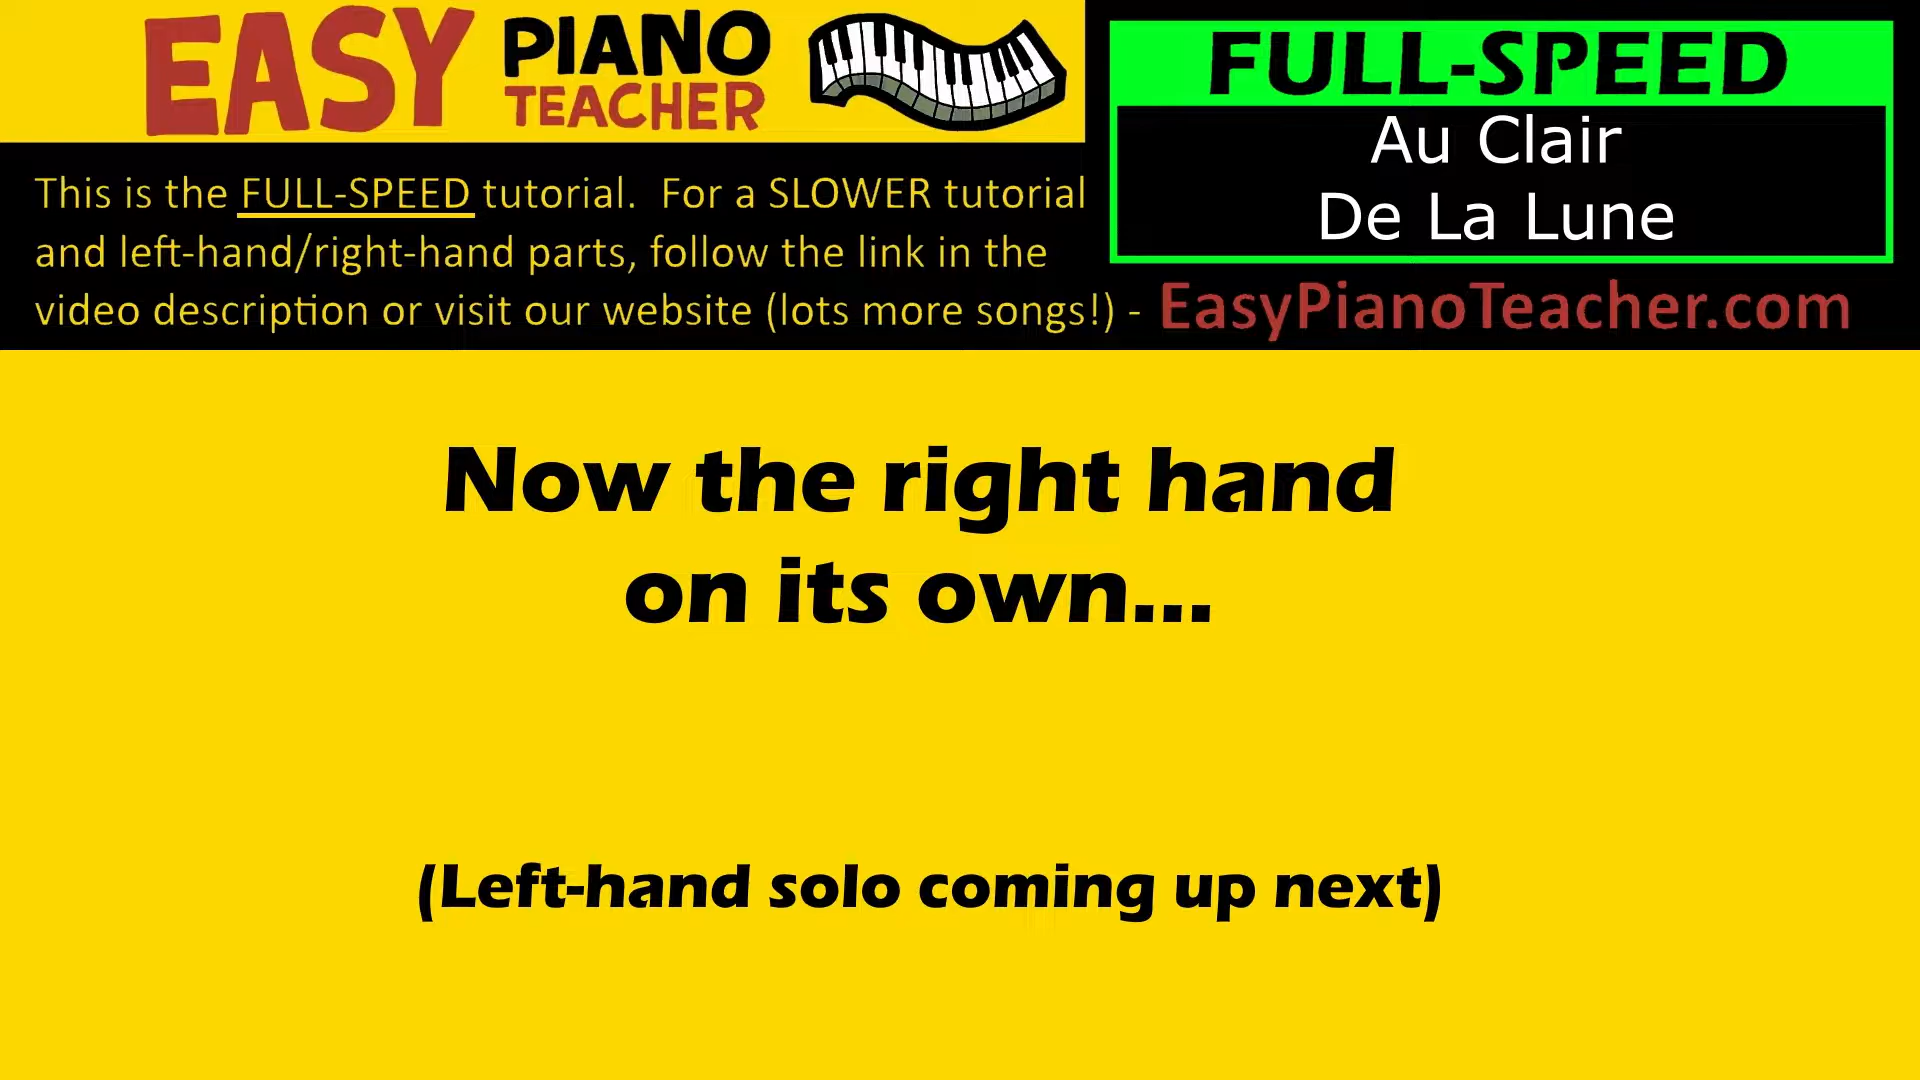 EASY PIANO TEACHER
FULL-SPEED
Au Clair
De La Lune
This is the FULL-SPEED tutorial. For a SLOWER tutorial
and left-hand/right-hand parts, follow the link in the
video description or visit our website (lots more songs!) - EasyPianoTeacher.com
Now the right hand
on its own...
(Left-hand solo coming up next)